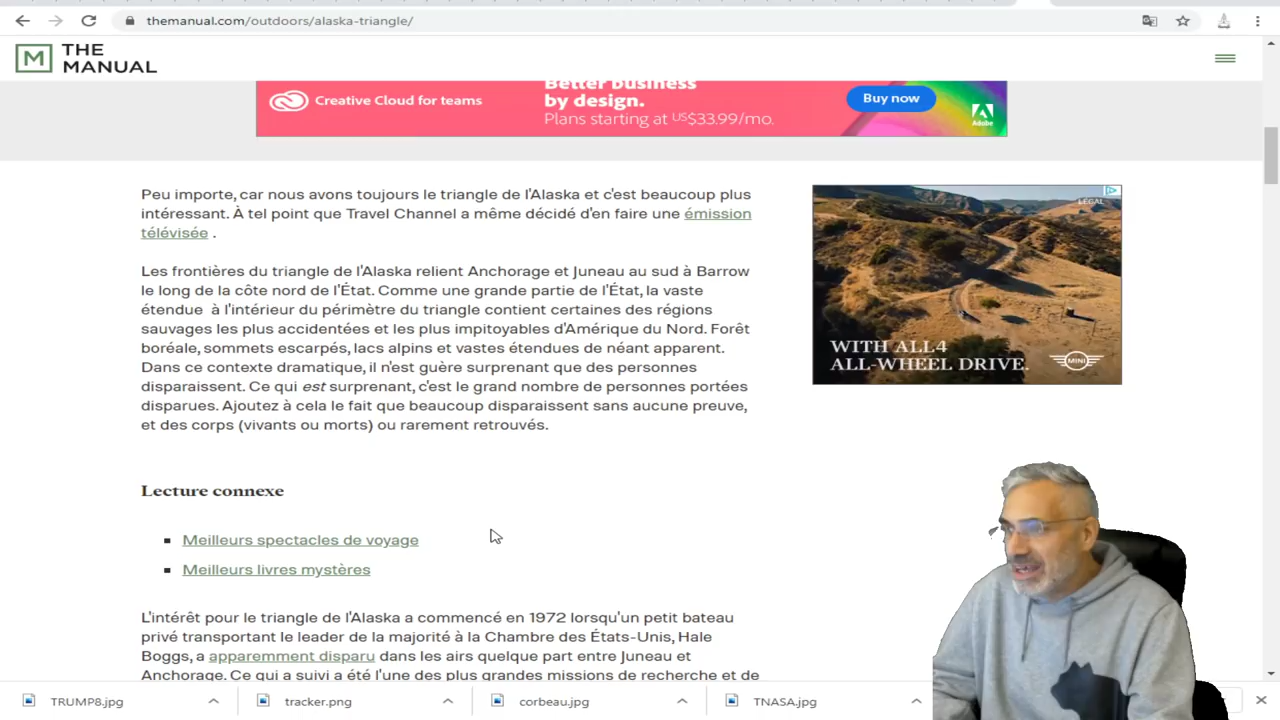 themanual.com/outdoors/alaska-triangle/
M THE
MANUAL
Creative Cloud for teams
Better business
by design.
Plans starting at US$33.99/mo.
Buy now
Adobe
Peu importe, car nous avons toujours le triangle de l'Alaska et c'est beaucoup plus
intéressant. À tel point que Travel Channel a même décidé d'en faire une émission
télévisée .
LEGAL
WITH ALL4
ALL-WHEEL DRIVE.
MINI
Les frontières du triangle de l'Alaska relient Anchorage et Juneau au sud à Barrow
le long de la côte nord de l'État. Comme une grande partie de l'État, la vaste
étendue à l'intérieur du périmètre du triangle contient certaines des régions
sauvages les plus accidentées et les plus impitoyables d'Amérique du Nord. Forêt
boréale, sommets escarpés, lacs alpins et vastes étendues de néant apparent.
Dans ce contexte dramatique, il n'est guère surprenant que des personnes
disparaissent. Ce qui est surprenant, c'est le grand nombre de personnes portées
disparues. Ajoutez à cela le fait que beaucoup disparaissent sans aucune preuve,
et des corps (vivants ou morts) ou rarement retrouvés.
Lecture connexe
Meilleurs spectacles de voyage
Meilleurs livres mystères
L'intérêt pour le triangle de l'Alaska a commencé en 1972 lorsqu'un petit bateau
privé transportant le leader de la majorité à la Chambre des États-Unis, Hale
Boggs, a apparemment disparu dans les airs quelque part entre Juneau et
Anchorage. Ce qui a suivi a été l'une des plus grandes missions de recherche et de
TRUMP8.jpg
tracker.png
corbeau.jpg
TNASA.jpg